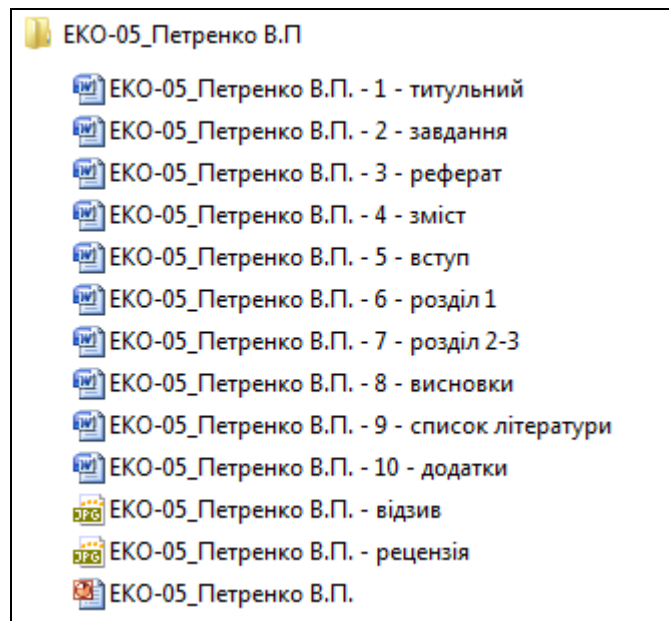 ЕКО-05_Петренко В.П
ЕКО-05_Петренко В.П. - 1 - титульний
ЕКО-05_Петренко В.П. - 2 - завдання
ЕКО-05_Петренко В.П. - 3 - реферат
ЕКО-05_Петренко В.П. - 4 - зміст
ЕКО-05_Петренко В.П. - 5 - вступ
ЕКО-05_Петренко В.П. - 6 - розділ 1
ЕКО-05_Петренко В.П. - 7 - розділ 2-3
ЕКО-05_Петренко В.П. - 8 - висновки
ЕКО-05_Петренко В.П. - 9 - список літератури
ЕКО-05_Петренко В.П. - 10 - додатки
ЕКО-05_Петренко В.П. - відзив
ЕКО-05_Петренко В.П. - рецензія
ЕКО-05_Петренко В.П.